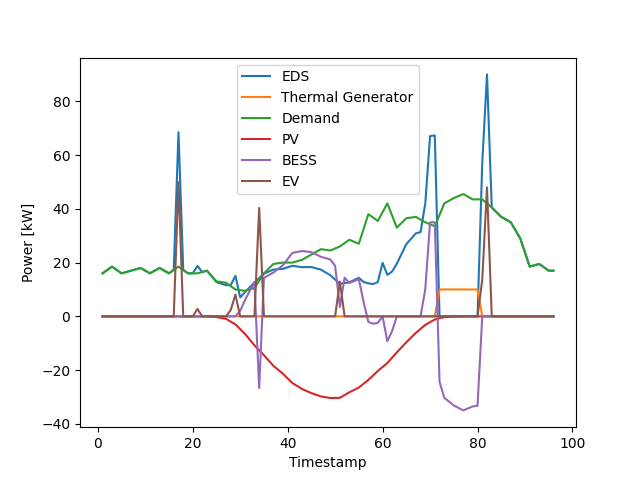 EDS
Thermal Generator
Demand
PV
BESS
EV
80
60
40
20
0
−20
−40
Power [kW]
0 20 40 60 80 100
Timestamp